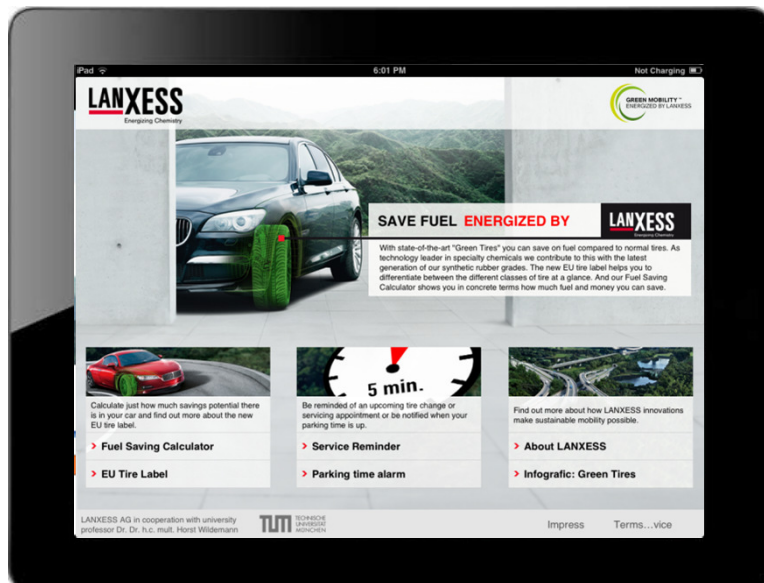 iPad
6:01 PM
Not Charging
LANXESS
Energizing Chemistry
GREEN MOBILITY™
ENERGIZED BY LANXESS
SAVE FUEL ENERGIZED BY
LANXESS
Energizing Chemistry
With state-of-the-art "Green Tires" you can save on fuel compared to normal tires. As
technology leader in specialty chemicals we contribute to this with the latest
generation of our synthetic rubber grades. The new EU tire label helps you to
differentiate between the different classes of tire at a glance. And our Fuel Saving
Calculator shows you in concrete terms how much fuel and money you can save.
Calculate just how much savings potential there
is in your car and find out more about the new
EU tire label.
> Fuel Saving Calculator
> EU Tire Label
5 min.
Be reminded of an upcoming tire change or
servicing appointment or be notified when your
parking time is up.
> Service Reminder
> Parking time alarm
Find out more about how LANXESS innovations
make sustainable mobility possible.
> About LANXESS
> Infografic: Green Tires
LANXESS AG in cooperation with university
professor Dr. Dr. h.c. mult. Horst Wildemann
TUM
TECHNISCHE
UNIVERSITÄT
MÜNCHEN
Impress
Terms...vice